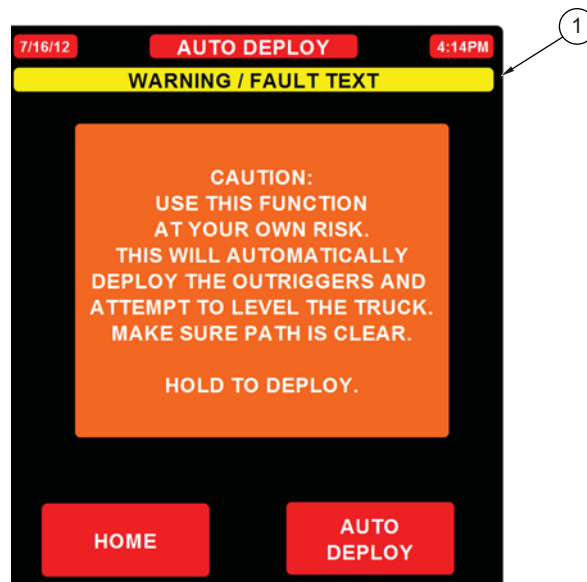 1
7/16/12 AUTO DEPLOY 4:14PM
WARNING / FAULT TEXT
CAUTION:
USE THIS FUNCTION
AT YOUR OWN RISK.
THIS WILL AUTOMATICALLY
DEPLOY THE OUTRIGGERS AND
ATTEMPT TO LEVEL THE TRUCK.
MAKE SURE PATH IS CLEAR.
HOLD TO DEPLOY.
HOME
AUTO
DEPLOY